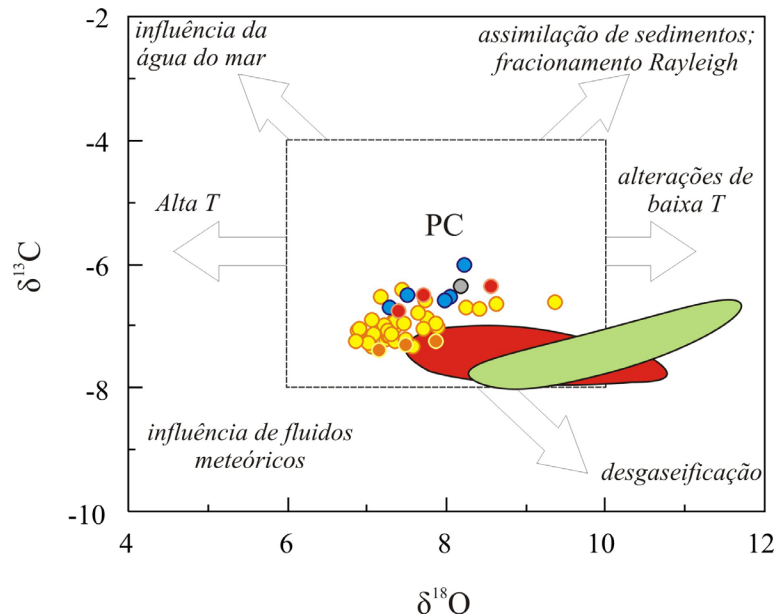 -2
influência da
água do mar
assimilação de sedimentos;
fracionamento Rayleigh
-4
Alta T
alterações de
baixa T
PC
δ¹³C
-6
-8
influência de fluidos
meteóricos
desgaseificação
-10
4
6
8
10
12
δ¹⁸O